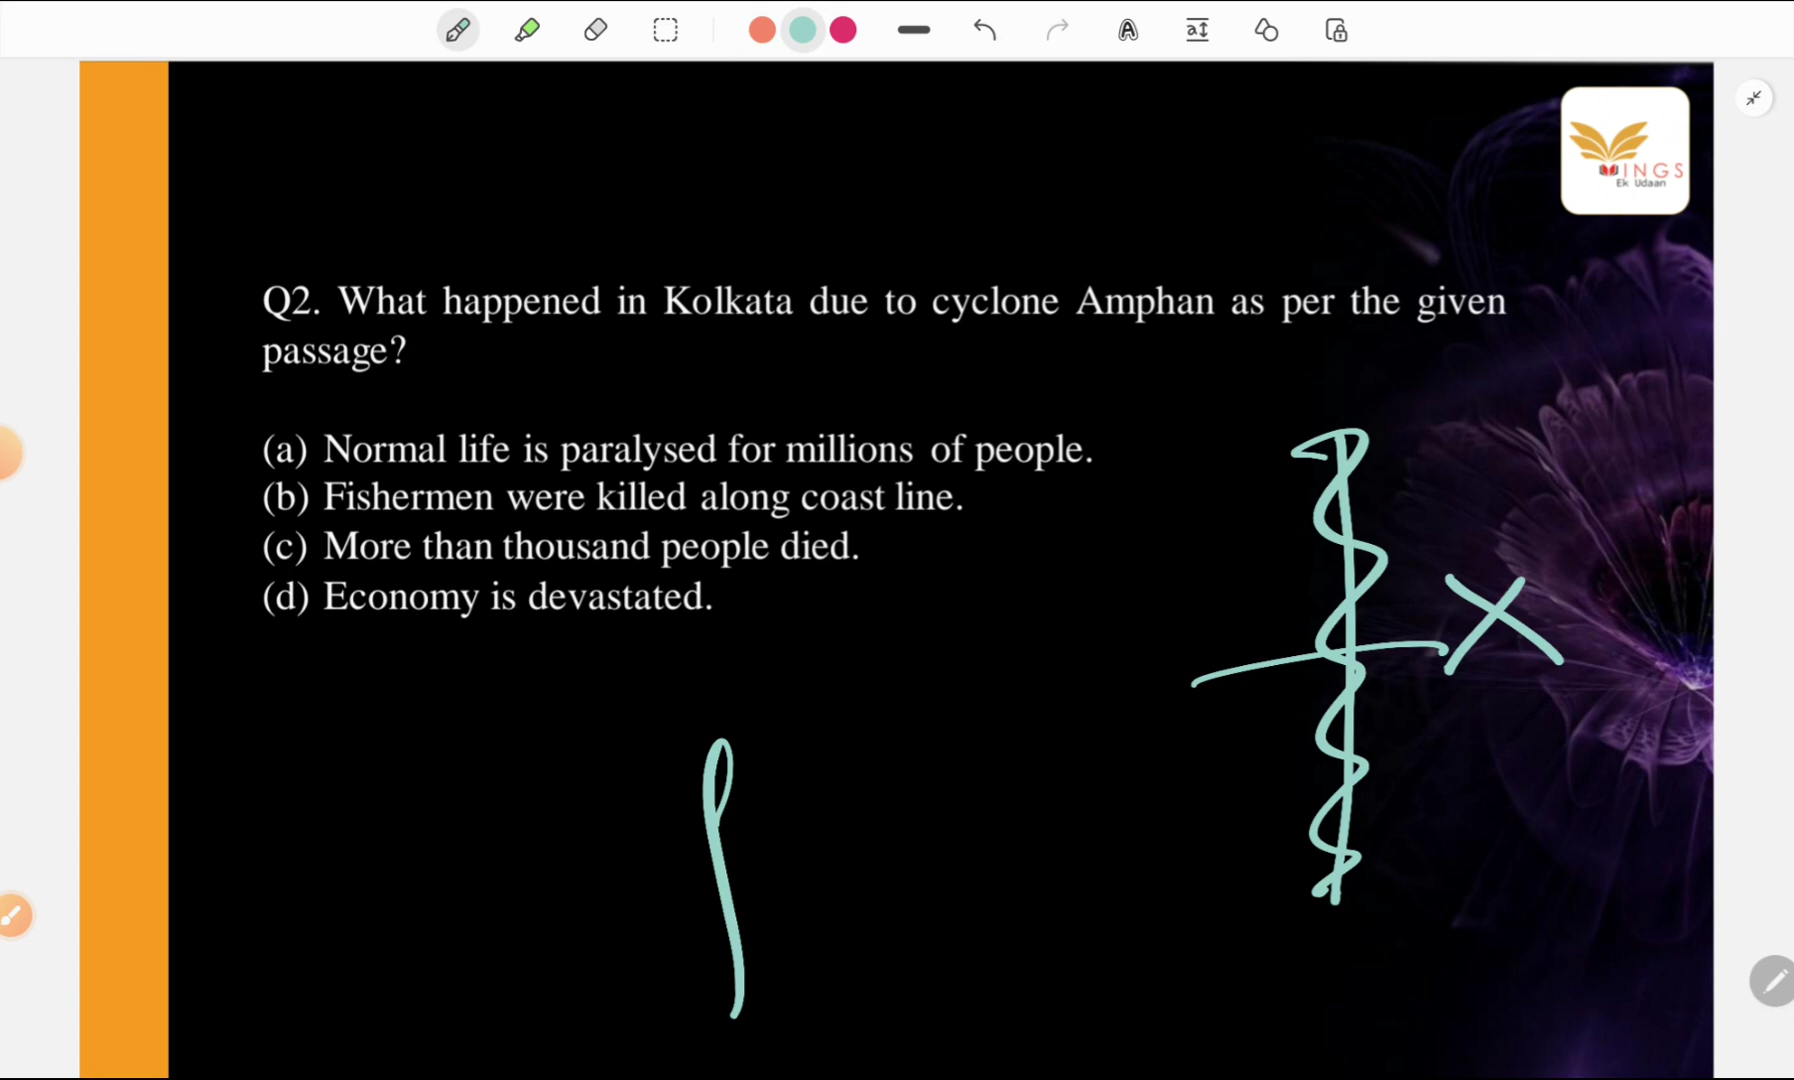 WINGS
Ek Udaan
Q2. What happened in Kolkata due to cyclone Amphan as per the given
passage?
(a) Normal life is paralysed for millions of people.
(b) Fishermen were killed along coast line.
(c) More than thousand people died.
(d) Economy is devastated.